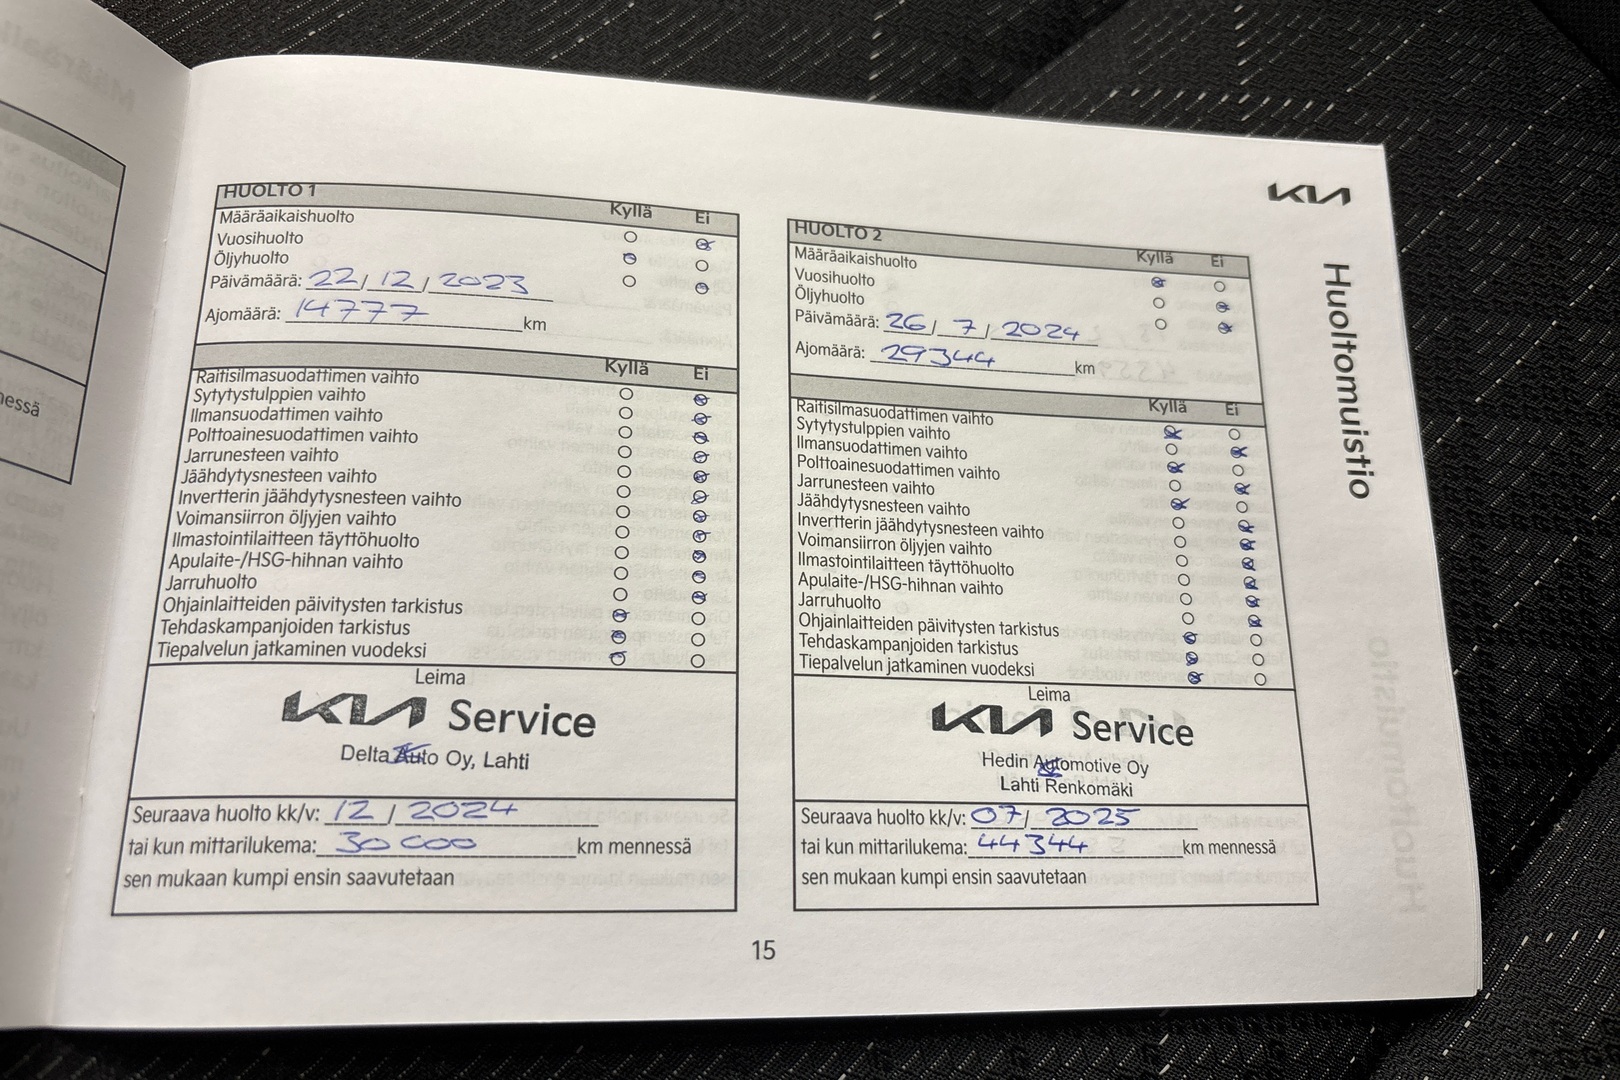 nessä
KIA
Huoltomuistio
HUOLTO 1
Kyllä Ei
Määräaikaishuolto
Vuosihuolto
Öljyhuolto
Päivämäärä: 22 / 12 / 2023
Ajomäärä: 14777 km
Kyllä Ei
Raitisilmasuodattimen vaihto
Sytytystulppien vaihto
Ilmansuodattimen vaihto
Polttoainesuodattimen vaihto
Jarrunesteen vaihto
Jäähdytysnesteen vaihto
Invertterin jäähdytysnesteen vaihto
Voimansiirron öljyjen vaihto
Ilmastointilaitteen täyttöhuolto
Apulaite-/HSG-hihnan vaihto
Jarruhuolto
Ohjainlaitteiden päivitysten tarkistus
Tehdaskampanjoiden tarkistus
Tiepalvelun jatkaminen vuodeksi
Leima
KIA Service
Delta Auto Oy, Lahti
Seuraava huolto kk/v: 12 / 2024
tai kun mittarilukema: 30 000 km mennessä
sen mukaan kumpi ensin saavutetaan
HUOLTO 2
Kyllä Ei
Määräaikaishuolto
Vuosihuolto
Öljyhuolto
Päivämäärä: 26 / 7 / 2024
Ajomäärä: 29344 km
Kyllä Ei
Raitisilmasuodattimen vaihto
Sytytystulppien vaihto
Ilmansuodattimen vaihto
Polttoainesuodattimen vaihto
Jarrunesteen vaihto
Jäähdytysnesteen vaihto
Invertterin jäähdytysnesteen vaihto
Voimansiirron öljyjen vaihto
Ilmastointilaitteen täyttöhuolto
Apulaite-/HSG-hihnan vaihto
Jarruhuolto
Ohjainlaitteiden päivitysten tarkistus
Tehdaskampanjoiden tarkistus
Tiepalvelun jatkaminen vuodeksi
Leima
KIA Service
Hedin Automotive Oy
Lahti Renkomäki
Seuraava huolto kk/v: 07 / 2025
tai kun mittarilukema: 44344 km mennessä
sen mukaan kumpi ensin saavutetaan
15